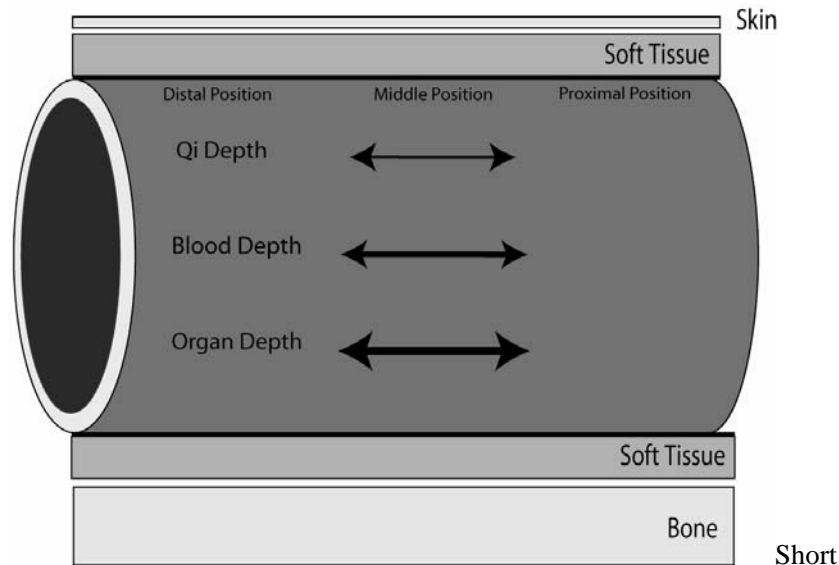 Skin
Soft Tissue
Distal Position Middle Position Proximal Position
Qi Depth
Blood Depth
Organ Depth
Soft Tissue
Bone
Short